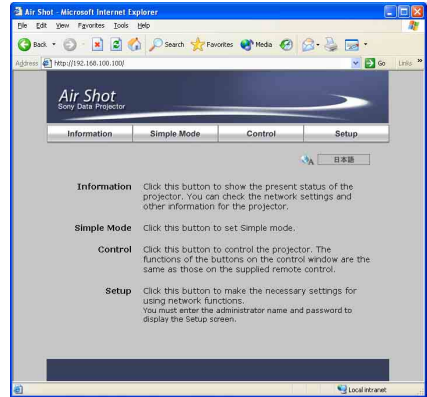 Air Shot - Microsoft Internet Explorer
File Edit View Favorites Tools Help
Back Search Favorites Media
Address http://192.168.100.100/ Go Links »
Air Shot
Sony Data Projector
Information Simple Mode Control Setup
A 日本語
Information Click this button to show the present status of the
projector. You can check the network settings and
other information for the projector.
Simple Mode Click this button to set Simple mode.
Control Click this button to control the projector. The
functions of the buttons on the control window are the
same as those on the supplied remote control.
Setup Click this button to make the necessary settings for
using network functions.
You must enter the administrator name and password to
display the Setup screen.
Local intranet